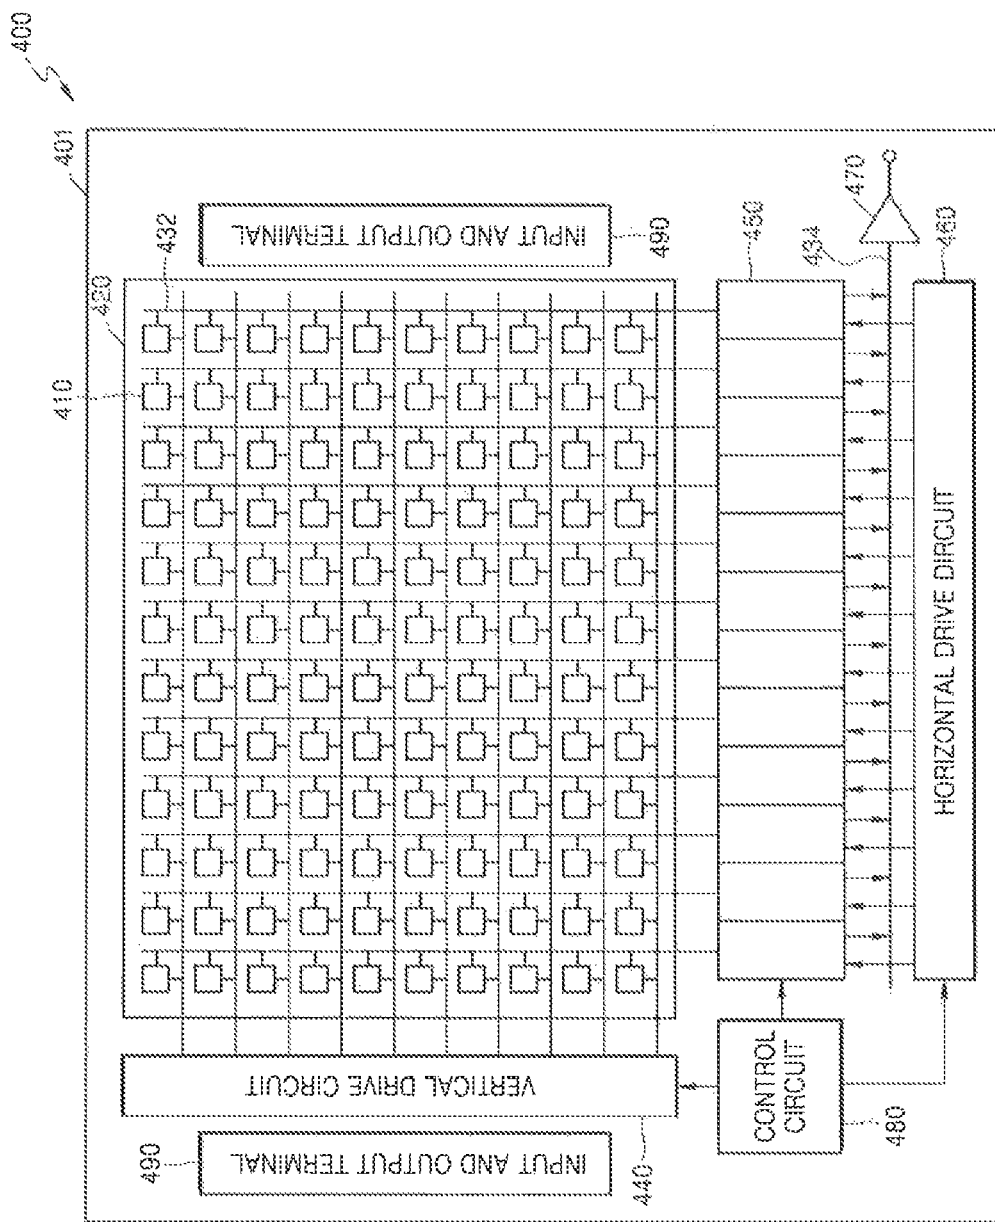 400
401
420
432
410
INPUT AND OUTPUT TERMINAL
490
450
434
470
460
HORIZONTAL DRIVE DIRCUIT
VERTICAL DRIVE CIRCUIT
440
CONTROL
CIRCUIT
480
490
INPUT AND OUTPUT TERMINAL